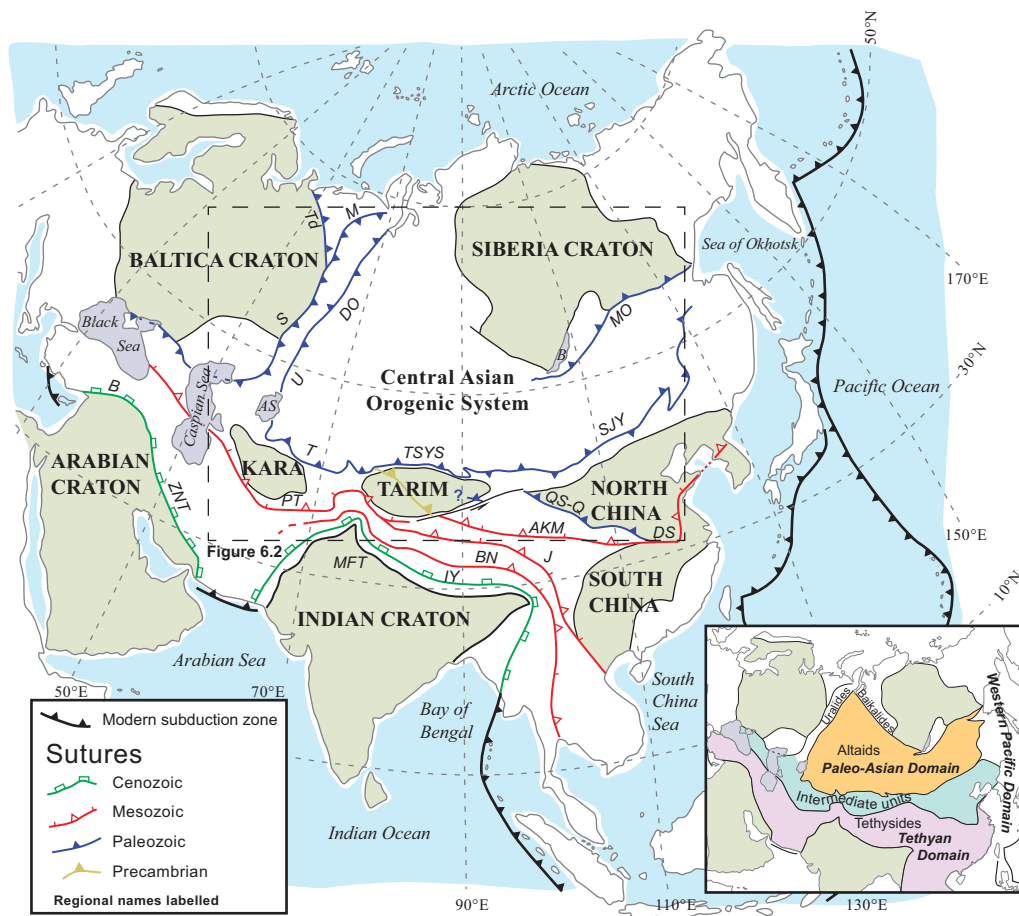 50°N
Arctic Ocean
Td
M
BALTICA CRATON
SIBERIA CRATON
Sea of Okhotsk
170°E
S
DO
MO
Black
Sea
B
30°N
U
Caspian Sea
AS
Central Asian
Orogenic System
Pacific Ocean
B
T
TSYS
SJY
ARABIAN
CRATON
KARA
TARIM
?
NORTH
CHINA
ZNT
PT
QS-Q
AKM
DS
150°E
Figure 6.2
MFT
BN
J
IY
SOUTH
CHINA
10°N
INDIAN CRATON
Arabian Sea
50°E
70°E
Bay of
Bengal
South
China
Sea
Indian Ocean
90°E
110°E
130°E
Modern subduction zone
Sutures
Cenozoic
Mesozoic
Paleozoic
Precambrian
Regional names labelled
Uralides
Baikalides
Altaids
Paleo-Asian Domain
Intermediate units
Tethysides
Tethyan
Domain
Western Pacific Domain